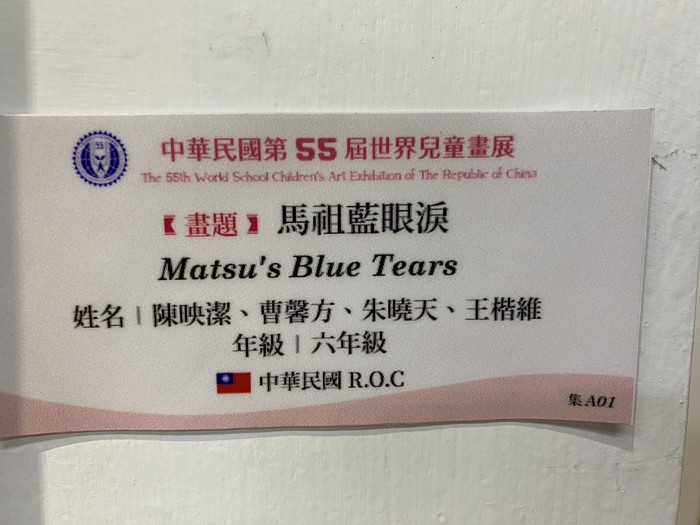 中華民國第 55 屆世界兒童畫展
The 55th World School Children's Art Exhibition of The Republic of China
【畫題】 馬祖藍眼淚
Matsu's Blue Tears
姓名 | 陳映潔、曹馨方、朱曉天、王楷維
年級 | 六年級
中華民國 R.O.C
集 A01